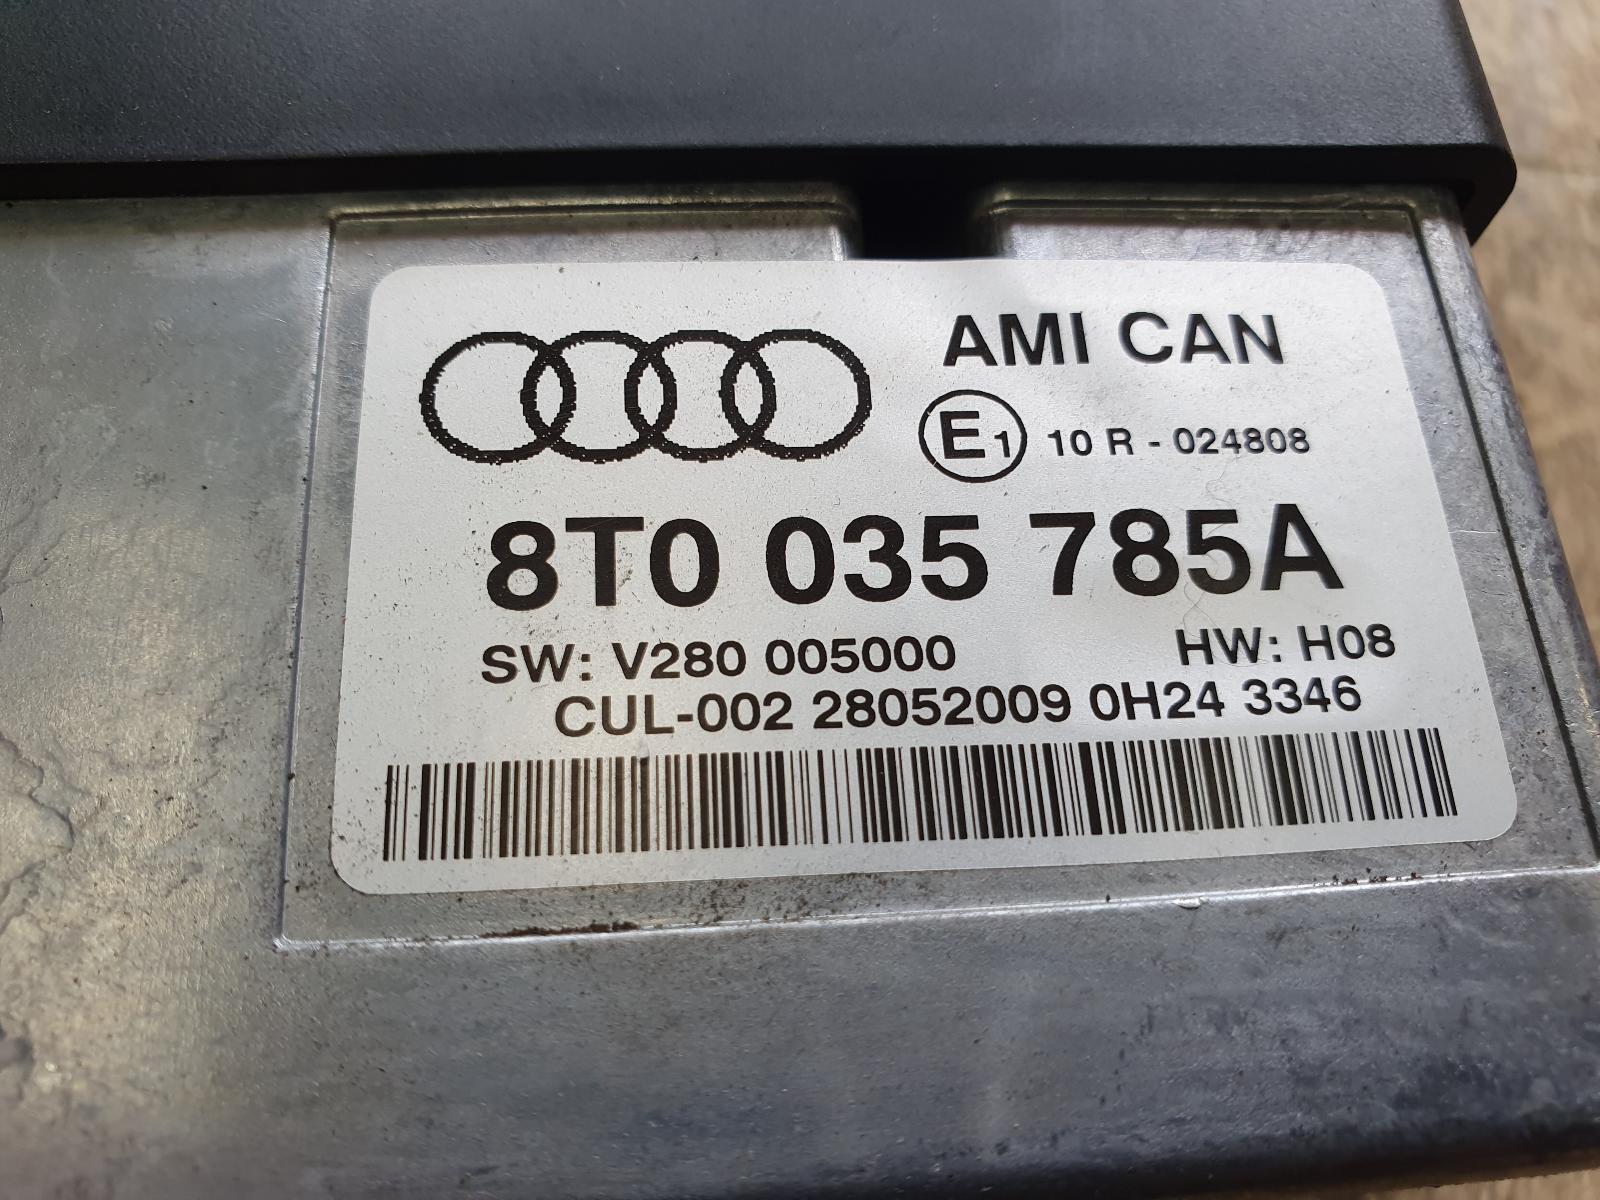 AMI CAN
E1 10 R - 024808
8T0 035 785A
SW: V280 005000 HW: H08
CUL-002 28052009 0H24 3346